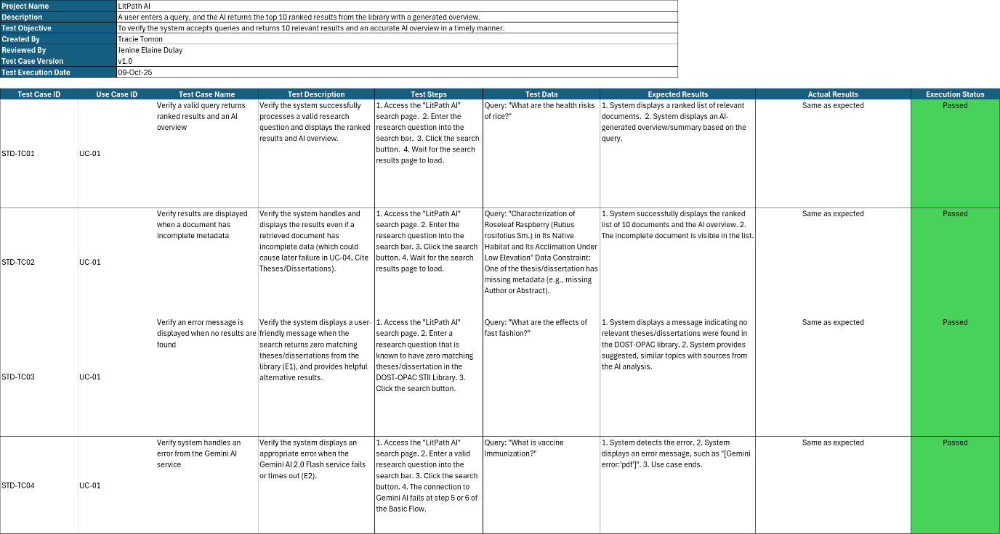 Project Name LitPath AI
Description A user enters a query, and the AI returns the top 10 ranked results from the library with a generated overview.
Test Objective To verify the system accepts queries and returns 10 relevant results and an accurate AI overview in a timely manner.
Created By Tracie Tomon
Reviewed By Jenine Elaine Dulay
Test Case Version v1.0
Test Execution Date 09-Oct-25
Test Case ID Use Case ID Test Case Name Test Description Test Steps Test Data Expected Results Actual Results Execution Status
STD-TC01
UC-01
Verify a valid query returns
ranked results and an AI
overview
Verify the system successfully
processes a valid research
question and displays the ranked
results and AI overview.
1. Access the "LitPath AI"
search page.  2. Enter the
research question into the
search bar.  3. Click the search
button.  4. Wait for the search
results page to load.
Query: "What are the health risks
of rice?"
1. System displays a ranked list of relevant
documents.  2. System displays an AI-
generated overview/summary based on the
query.
Same as expected
Passed
STD-TC02
UC-01
Verify results are displayed
when a document has
incomplete metadata
Verify the system handles and
displays the results even if a
retrieved document has
incomplete data (which could
cause later failure in UC-04, Cite
Theses/Dissertations).
1. Access the "LitPath AI"
search page. 2. Enter the
research question into the
search bar. 3. Click the search
button. 4. Wait for the search
results page to load.
Query: "Characterization of
Roseleaf Raspberry (Rubus
rosifolius Sm.) in Its Native
Habitat and Its Acclimation Under
Low Elevation" Data Constraint:
One of the thesis/dissertation has
missing metadata (e.g., missing
Author or Abstract).
1. System successfully displays the ranked
list of 10 documents and the AI overview. 2.
The incomplete document is visible in the list.
Same as expected
Passed
STD-TC03
UC-01
Verify an error message is
displayed when no results are
found
Verify the system displays a user-
friendly message when the
search returns zero matching
theses/dissertations from the
library (E1), and provides helpful
alternative results.
1. Access the "LitPath AI"
search page. 2. Enter a
research question that is
known to have zero matching
theses/dissertation in the
DOST-OPAC STII Library. 3.
Click the search button.
Query: "What are the effects of
fast fashion?"
1. System displays a message indicating no
relevant theses/dissertations were found in
the DOST-OPAC library. 2. System provides
suggested, similar topics with sources from
the AI analysis.
Same as expected
Passed
STD-TC04
UC-01
Verify system handles an
error from the Gemini AI
service
Verify the system displays an
appropriate error when the
Gemini AI 2.0 Flash service fails
or times out (E2).
1. Access the "LitPath AI"
search page. 2. Enter a valid
research question into the
search bar. 3. Click the search
button. 4. The connection to
Gemini AI fails at step 5 or 6 of
the Basic Flow.
Query: "What is vaccine
Immunization?"
1. System detects the error. 2. System
displays an error message, such as "[Gemini
error:'pdf']". 3. Use case ends.
Same as expected
Passed